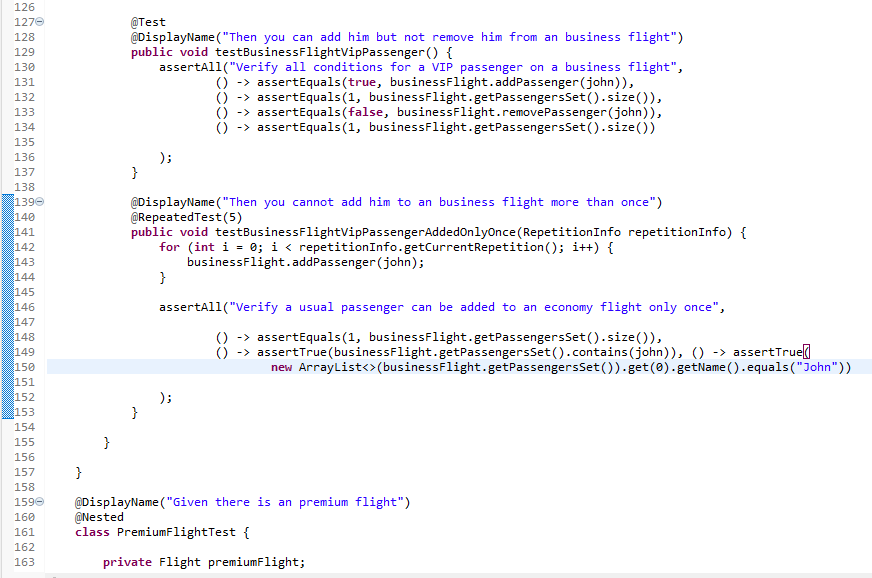 126
127 @Test
128 @DisplayName("Then you can add him but not remove him from an business flight")
129 public void testBusinessFlightVipPassenger() {
130 assertAll("Verify all conditions for a VIP passenger on a business flight",
131 () -> assertEquals(true, businessFlight.addPassenger(john)),
132 () -> assertEquals(1, businessFlight.getPassengersSet().size()),
133 () -> assertEquals(false, businessFlight.removePassenger(john)),
134 () -> assertEquals(1, businessFlight.getPassengersSet().size())
135
136 );
137 }
138
139 @DisplayName("Then you cannot add him to an business flight more than once")
140 @RepeatedTest(5)
141 public void testBusinessFlightVipPassengerAddedOnlyOnce(RepetitionInfo repetitionInfo) {
142 for (int i = 0; i < repetitionInfo.getCurrentRepetition(); i++) {
143 businessFlight.addPassenger(john);
144 }
145
146 assertAll("Verify a usual passenger can be added to an economy flight only once",
147
148 () -> assertEquals(1, businessFlight.getPassengersSet().size()),
149 () -> assertTrue(businessFlight.getPassengersSet().contains(john)), () -> assertTrue(
150 new ArrayList<>(businessFlight.getPassengersSet()).get(0).getName().equals("John"))
151
152 );
153 }
154
155 }
156
157 }
158
159 @DisplayName("Given there is an premium flight")
160 @Nested
161 class PremiumFlightTest {
162
163 private Flight premiumFlight;